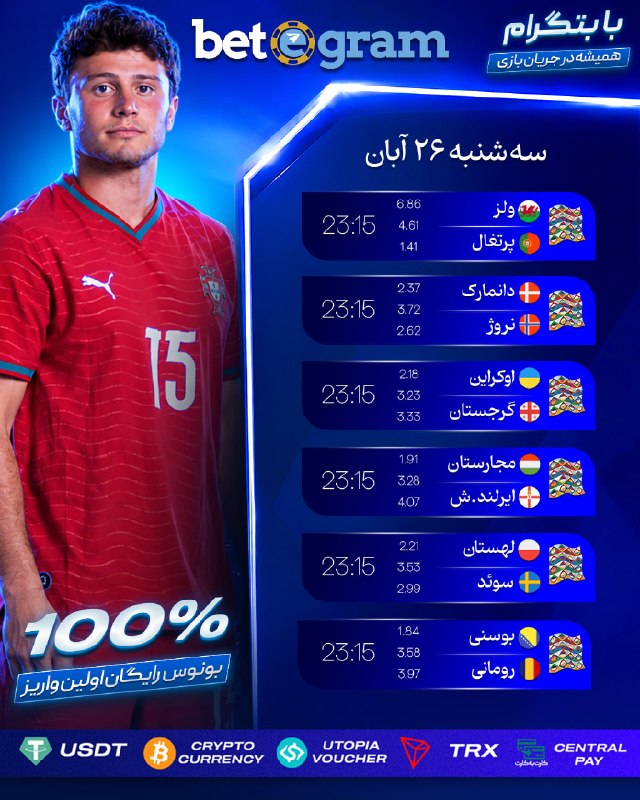 betegram
با بتگرام
همیشه در جریان بازی
سه‌شنبه ۲۶ آبان
ولز
پرتغال
6.86
4.61
1.41
23:15
دانمارک
نروژ
2.37
3.72
2.62
23:15
اوکراین
گرجستان
2.18
3.23
3.33
23:15
مجارستان
ایرلند.ش
1.91
3.28
4.07
23:15
لهستان
سوئد
2.21
3.53
2.99
23:15
بوسنی
رومانی
1.84
3.58
3.97
23:15
15
100%
بونوس رایگان اولین واریز
USDT
CRYPTO
CURRENCY
UTOPIA
VOUCHER
TRX
کارت به کارت
CENTRAL
PAY